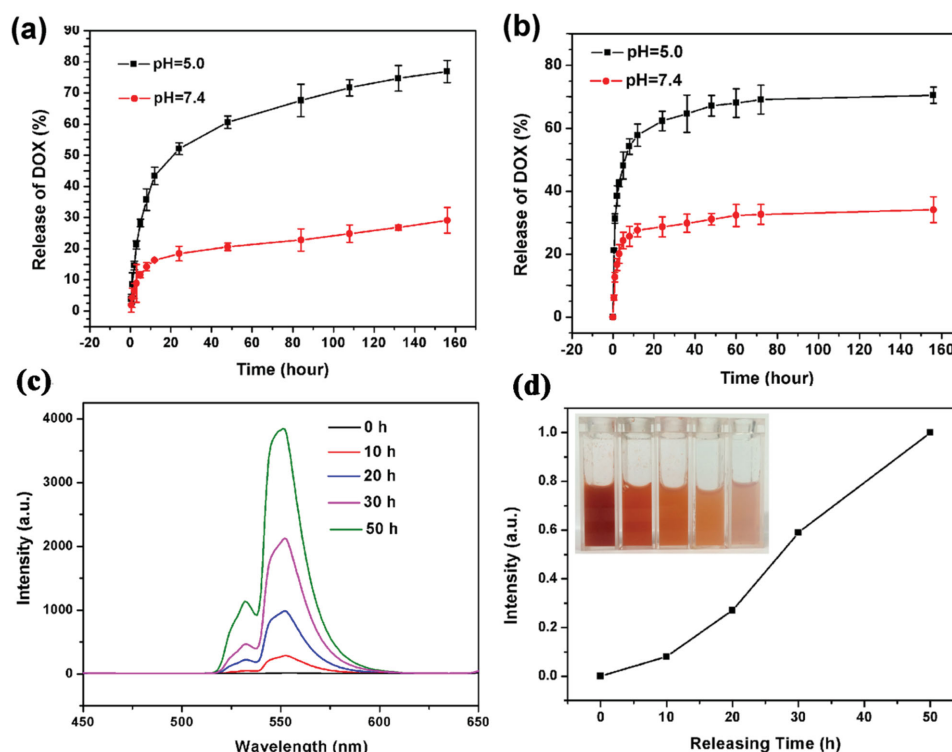 (a)
90
80
70
60
50
40
30
20
10
0
Release of DOX (%)
pH=5.0
pH=7.4
-20 0 20 40 60 80 100 120 140 160
Time (hour)
(b)
80
60
40
20
0
Release of DOX (%)
pH=5.0
pH=7.4
-20 0 20 40 60 80 100 120 140 160
Time (hour)
(c)
4000
3000
2000
1000
0
Intensity (a.u.)
0 h
10 h
20 h
30 h
50 h
450 500 550 600 650
Wavelength (nm)
(d)
1.0
0.8
0.6
0.4
0.2
0.0
Intensity (a.u.)
0 10 20 30 40 50
Releasing Time (h)